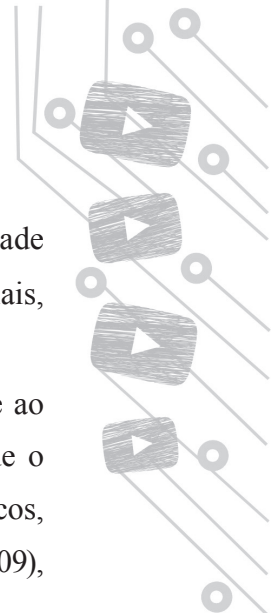 ade
ais,
e ao
e o
cos,
09),